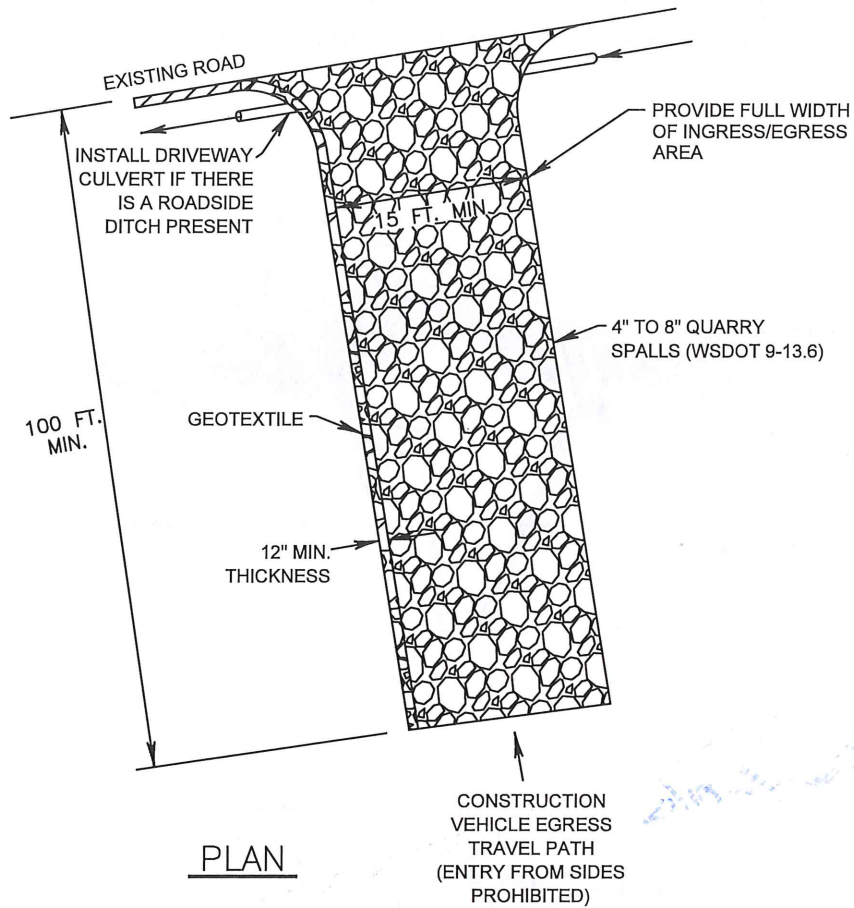 EXISTING ROAD
INSTALL DRIVEWAY
CULVERT IF THERE
IS A ROADSIDE
DITCH PRESENT
PROVIDE FULL WIDTH
OF INGRESS/EGRESS
AREA
15 FT. MIN.
4" TO 8" QUARRY
SPALLS (WSDOT 9-13.6)
100 FT.
MIN.
GEOTEXTILE
12" MIN.
THICKNESS
CONSTRUCTION
VEHICLE EGRESS
TRAVEL PATH
(ENTRY FROM SIDES
PROHIBITED)
PLAN